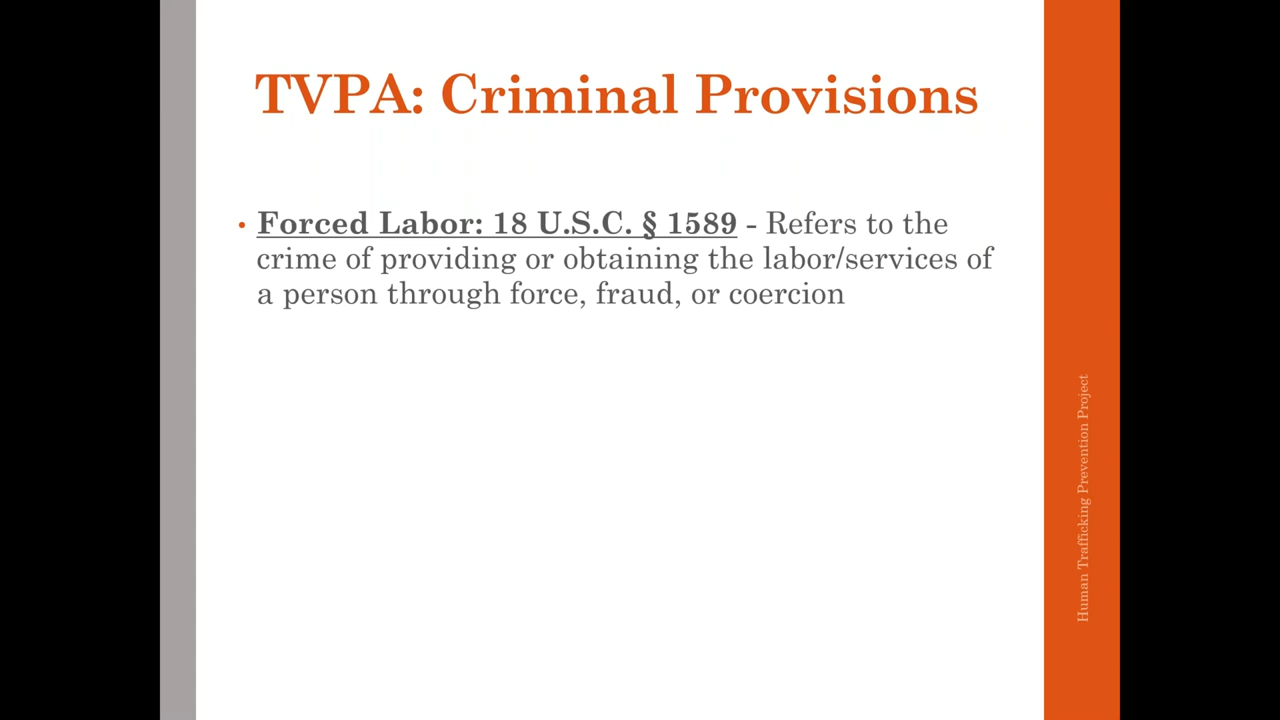 TVPA: Criminal Provisions
• Forced Labor: 18 U.S.C. § 1589 - Refers to the
crime of providing or obtaining the labor/services of
a person through force, fraud, or coercion
Human Trafficking Prevention Project